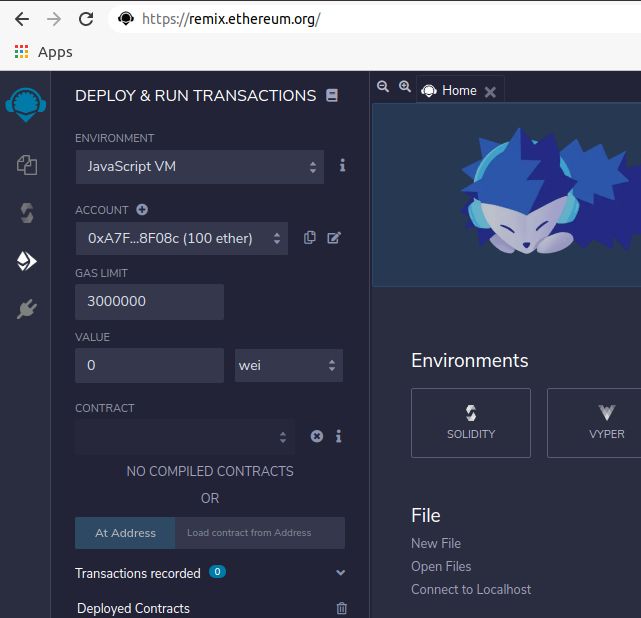 https://remix.ethereum.org/
Apps
DEPLOY & RUN TRANSACTIONS
ENVIRONMENT
JavaScript VM
ACCOUNT
0xA7F...8F08c (100 ether)
GAS LIMIT
3000000
VALUE
0 wei
CONTRACT
NO COMPILED CONTRACTS
OR
At Address Load contract from Address
Transactions recorded 0
Deployed Contracts
Home
Environments
SOLIDITY VYPER
File
New File
Open Files
Connect to Localhost